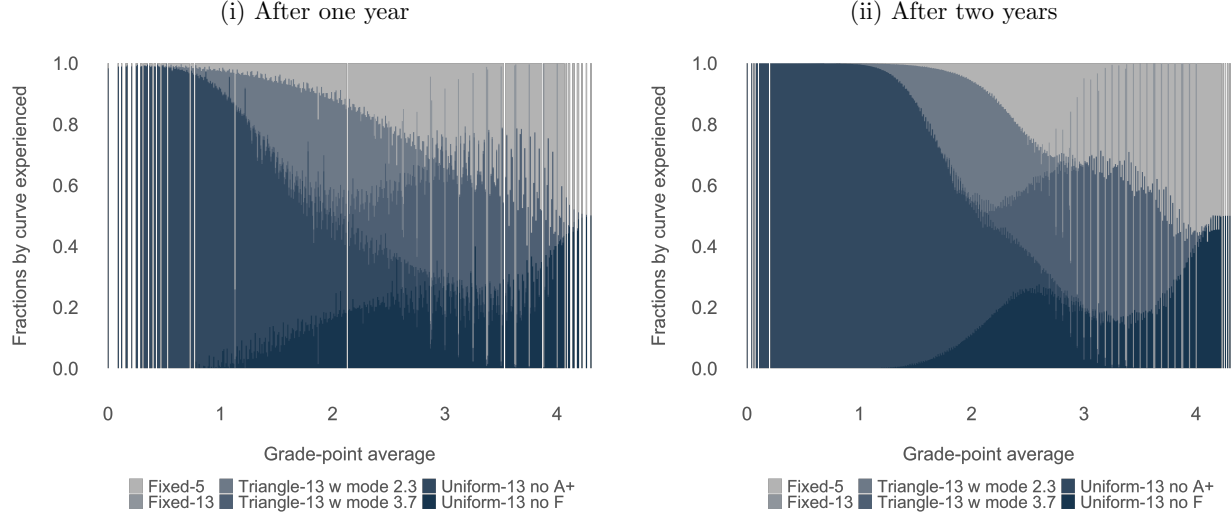 (i) After one year
Fractions by curve experienced
1.0
0.8
0.6
0.4
0.2
0.0
0 1 2 3 4
Grade-point average
Fixed-5 Triangle-13 w mode 2.3 Uniform-13 no A+
Fixed-13 Triangle-13 w mode 3.7 Uniform-13 no F
(ii) After two years
Fractions by curve experienced
1.0
0.8
0.6
0.4
0.2
0.0
0 1 2 3 4
Grade-point average
Fixed-5 Triangle-13 w mode 2.3 Uniform-13 no A+
Fixed-13 Triangle-13 w mode 3.7 Uniform-13 no F